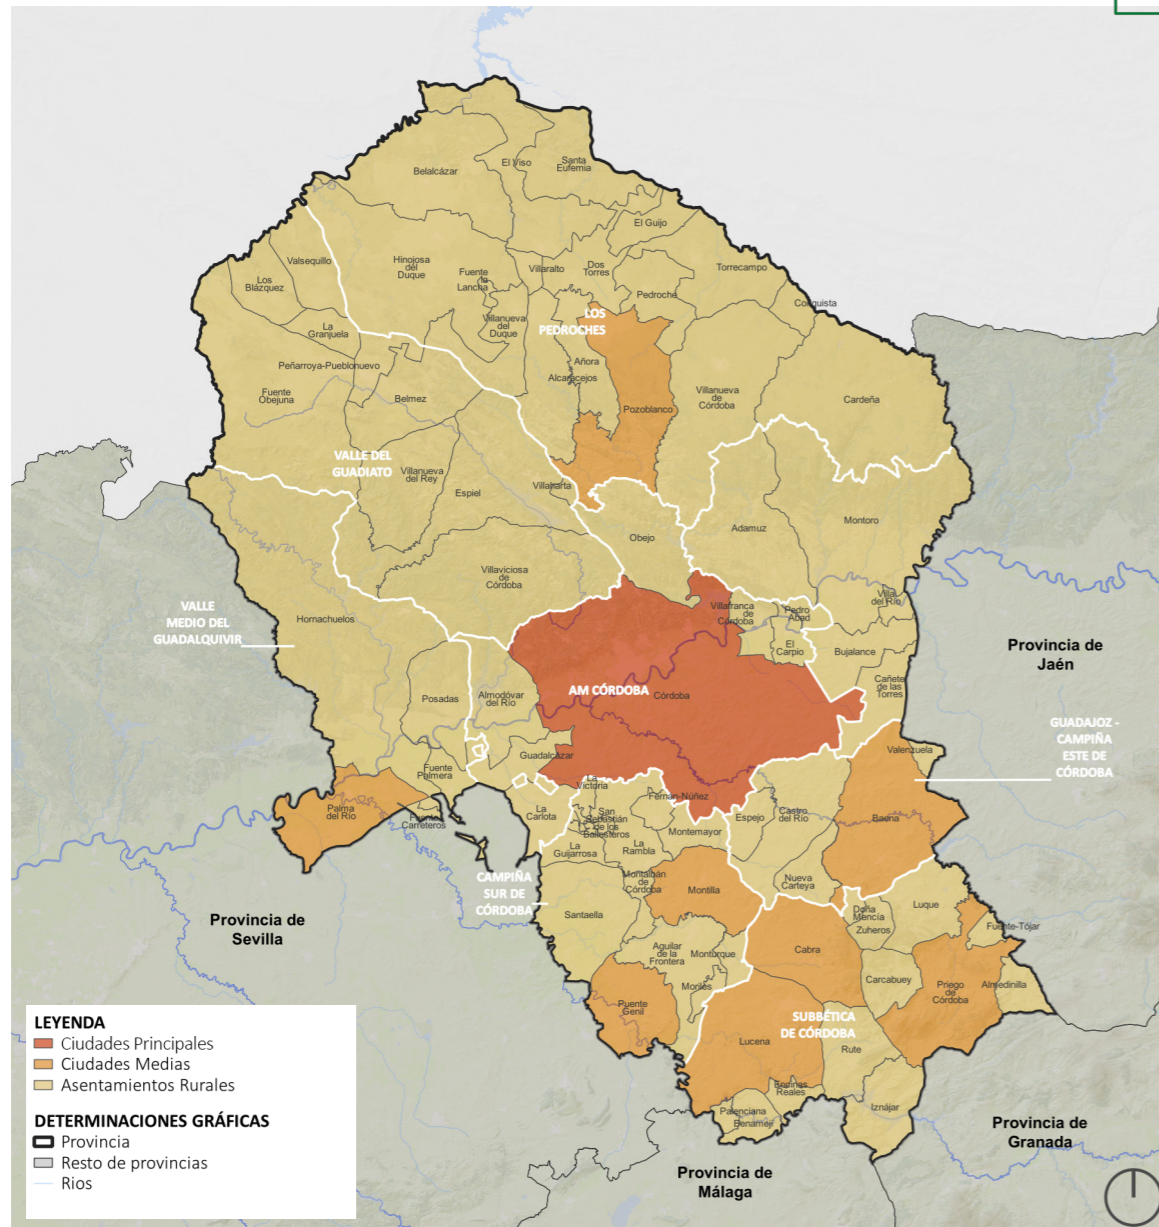 Belalcázar
El Viso
Santa
Eufemia
El Guijo
Valsequillo
Los
Blázquez
Hinojosa
del
Duque
Fuente
la
Lancha
Villaralto
Dos
Torres
Torrecampo
Pedroche
Conquista
La
Granjuela
Villanueva
del
Duque
LOS
PEDROCHES
Peñarroya-Pueblonuevo
Añora
Alcaracejos
Fuente
Obejuna
Belmez
Pozoblanco
Villanueva
de
Córdoba
Cardeña
VALLE DEL
GUADIATO
Villanueva
del Rey
Espiel
Villaharta
Obejo
Adamuz
Montoro
Villaviciosa
de
Córdoba
VALLE
MEDIO DEL
GUADALQUIVIR
Hornachuelos
Villafranca
de
Córdoba
Pedro
Abad
Villa
del Río
El
Carpio
Bujalance
Provincia de
Jaén
Cañete
de las
Torres
AM CÓRDOBA
Córdoba
Posadas
Almodóvar
del Río
GUADAJOZ -
CAMPIÑA
ESTE DE
CÓRDOBA
Guadalcázar
Valenzuela
Fuente
Palmera
La
Victoria
Palma
del Río
Fuente
Carreteros
La
Carlota
San
Sebastián
de los
Ballesteros
Fernán-Núñez
Montemayor
Espejo
Castro
del Río
Baena
La
Guijarrosa
La
Rambla
CAMPIÑA
SUR DE
CÓRDOBA
Montalbán
de
Córdoba
Montilla
Nueva
Carteya
Provincia de
Sevilla
Santaella
Doña
Mencía
Zuheros
Luque
Fuente-Tójar
Aguilar
de la
Frontera
Monturque
Cabra
Carcabuey
Moriles
Priego
de
Córdoba
Almedinilla
Puente
Genil
SUBBÉTICA
DE CÓRDOBA
Lucena
Rute
Encinas
Reales
Iznájar
Palenciana
Benamejí
Provincia de
Granada
Provincia de
Málaga
LEYENDA
Ciudades Principales
Ciudades Medias
Asentamientos Rurales
DETERMINACIONES GRÁFICAS
Provincia
Resto de provincias
Rios